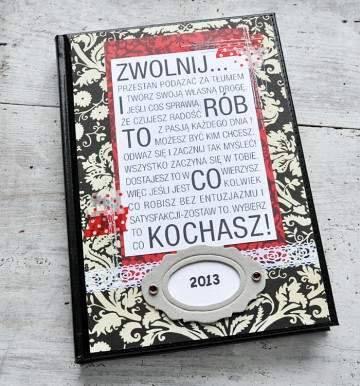 ZWOLNIJ...
PRZESTAŃ PODĄŻAĆ ZA TŁUMEM
I TWÓRZ SWOJĄ WŁASNĄ DROGĘ.
JEŚLI COŚ SPRAWIA,
ŻE CZUJESZ RADOŚĆ RÓB
TO Z PASJĄ KAŻDEGO DNIA!
MOŻESZ BYĆ KIM CHCESZ.
ODWAŻ SIĘ I ZACZNIJ TAK MYŚLEĆ!
WSZYSTKO ZACZYNA SIĘ W TOBIE.
DOSTAJESZ TO W CO WIERZYSZ.
WIĘC JEŚLI JEST COKOLWIEK
CO ROBISZ BEZ ENTUZJAZMU I
SATYSFAKCJI-ZOSTAW TO. WYBIERZ
TO CO KOCHASZ!
2013